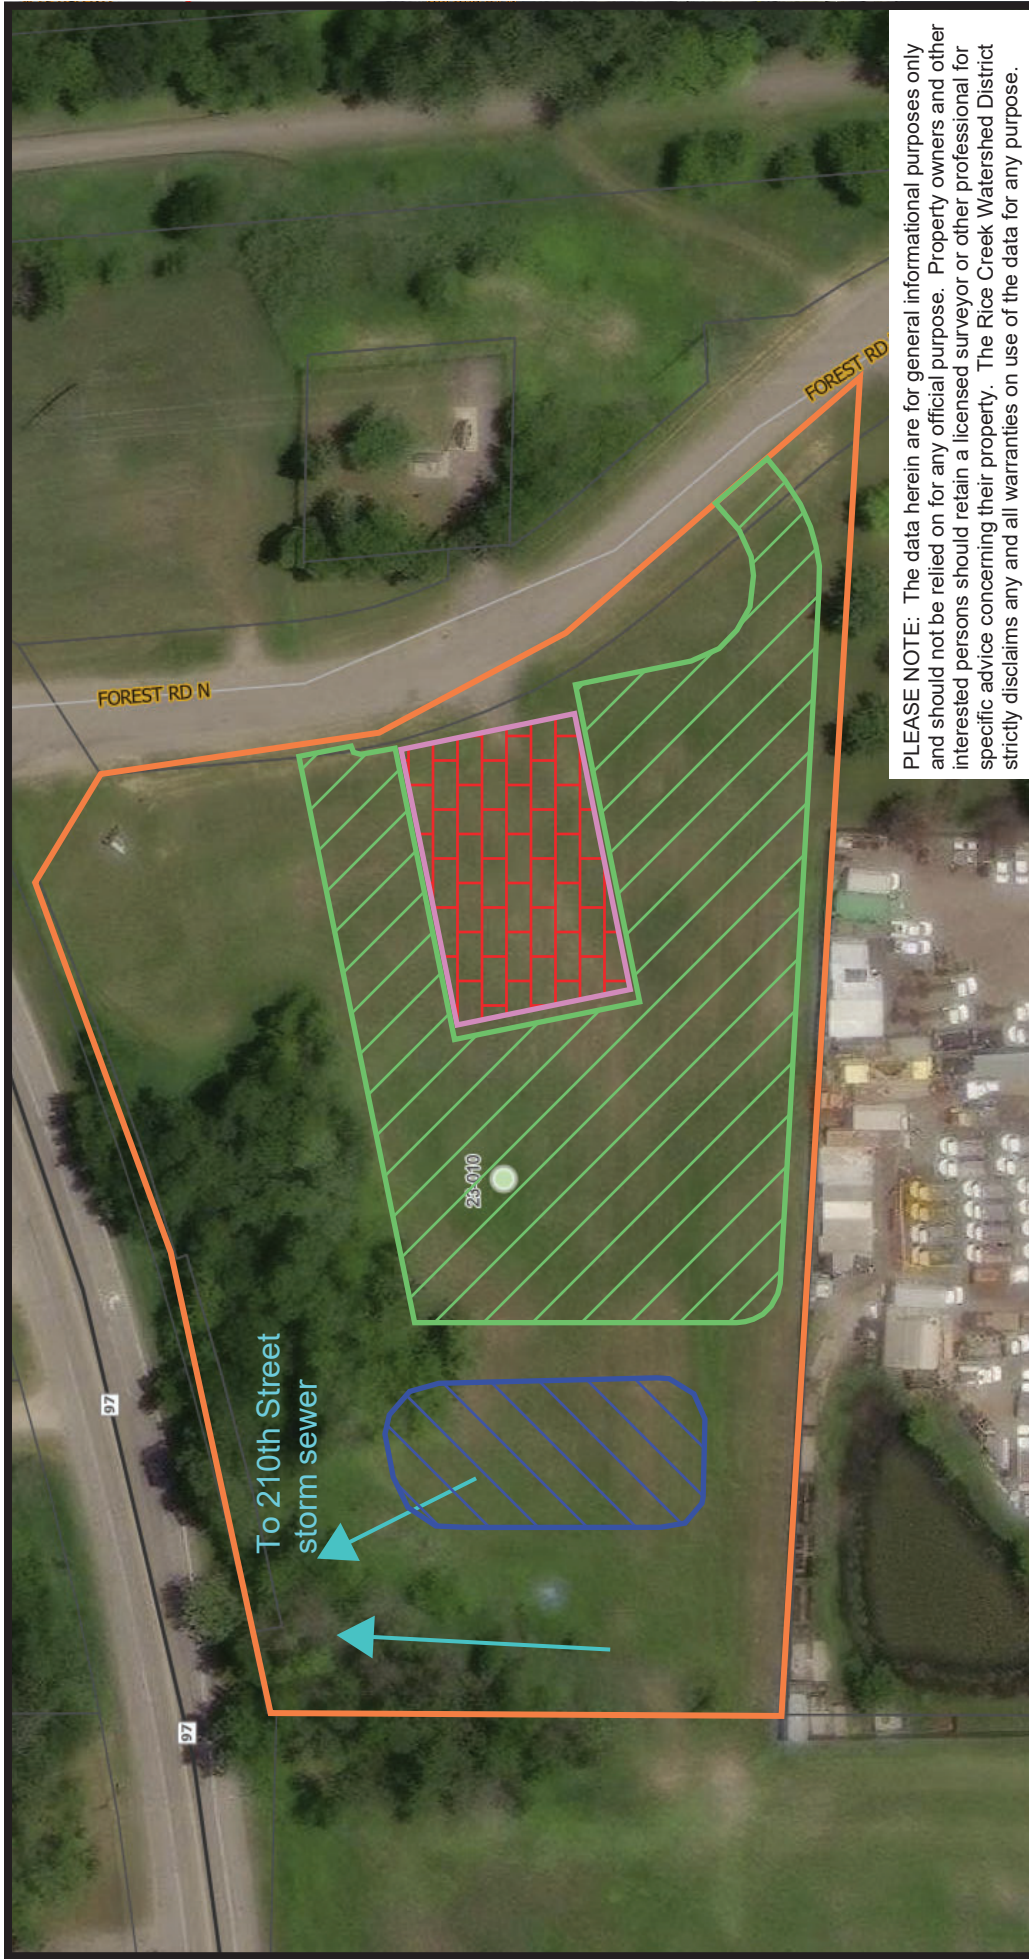 97
97
To 210th Street
storm sewer
23-010
FOREST RD N
FOREST RD
PLEASE NOTE: The data herein are for general informational purposes only
and should not be relied on for any official purpose. Property owners and other
interested persons should retain a licensed surveyor or other professional for
specific advice concerning their property. The Rice Creek Watershed District
strictly disclaims any and all warranties on use of the data for any purpose.